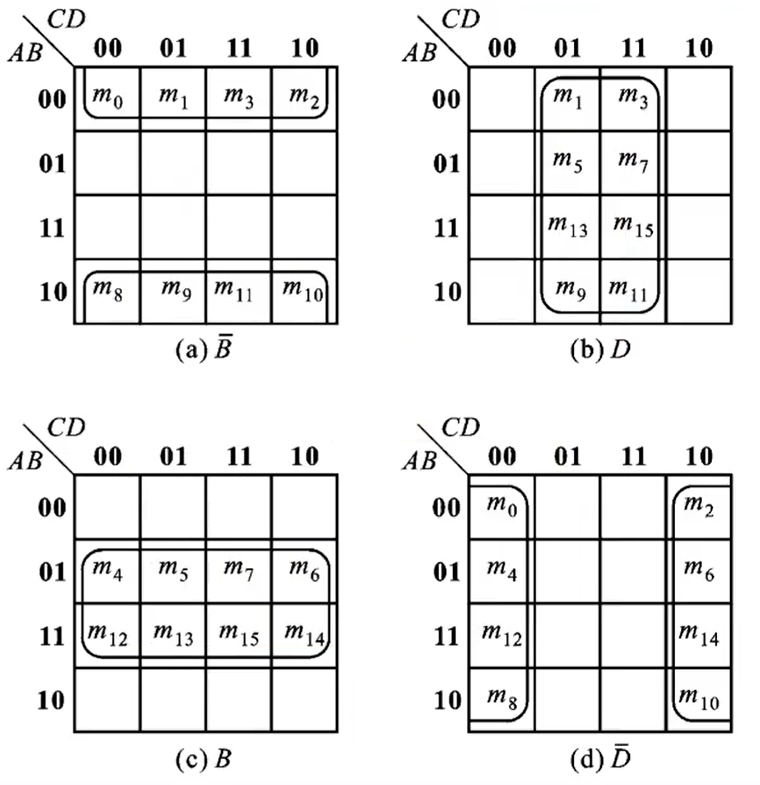 CD CD
AB 00 01 11 10 AB 00 01 11 10
00 m₀ m₁ m₃ m₂ 00 m₁ m₃
01 01 m₅ m₇
11 11 m₁₃ m₁₅
10 m₈ m₉ m₁₁ m₁₀ 10 m₉ m₁₁
(a) B̄ (b) D
CD CD
AB 00 01 11 10 AB 00 01 11 10
00 00 m₀ m₂
01 m₄ m₅ m₇ m₆ 01 m₄ m₆
11 m₁₂ m₁₃ m₁₅ m₁₄ 11 m₁₂ m₁₄
10 10 m₈ m₁₀
(c) B (d) D̄